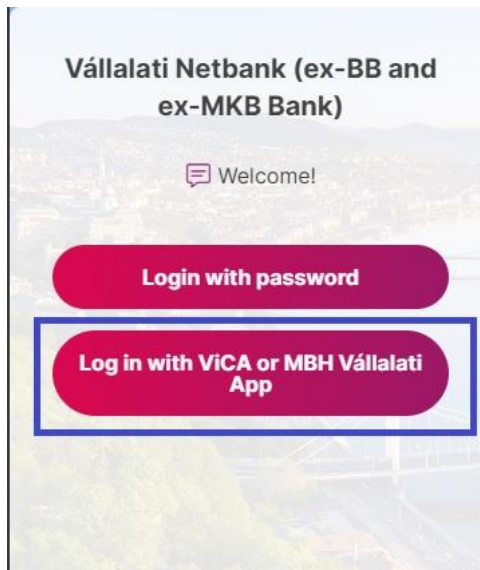 Vállalati Netbank (ex-BB and
ex-MKB Bank)
Welcome!
Login with password
Log in with ViCA or MBH Vállalati
App